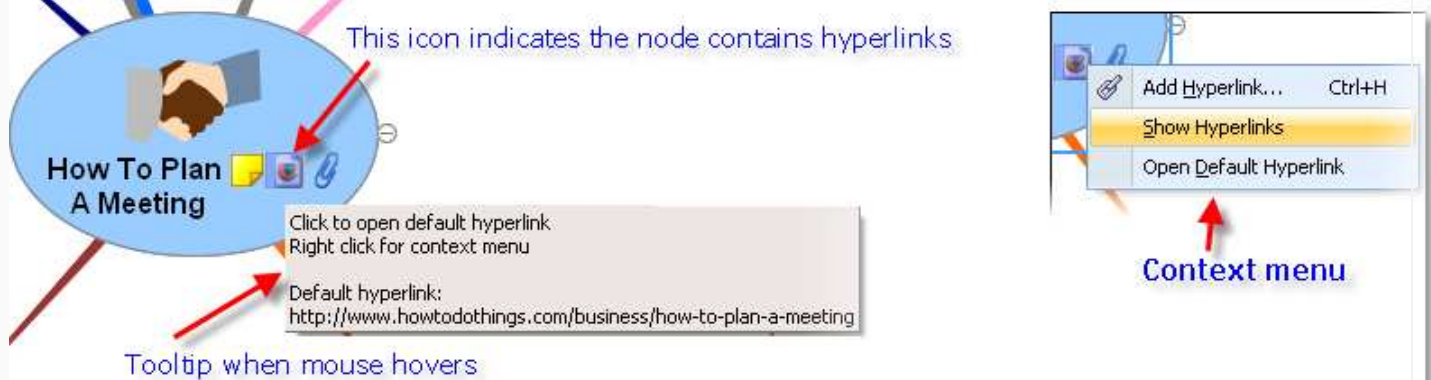 This icon indicates the node contains hyperlinks
How To Plan
A Meeting
Click to open default hyperlink
Right click for context menu
Default hyperlink:
http://www.howtodothings.com/business/how-to-plan-a-meeting
Tooltip when mouse hovers
Add Hyperlink... Ctrl+H
Show Hyperlinks
Open Default Hyperlink
Context menu